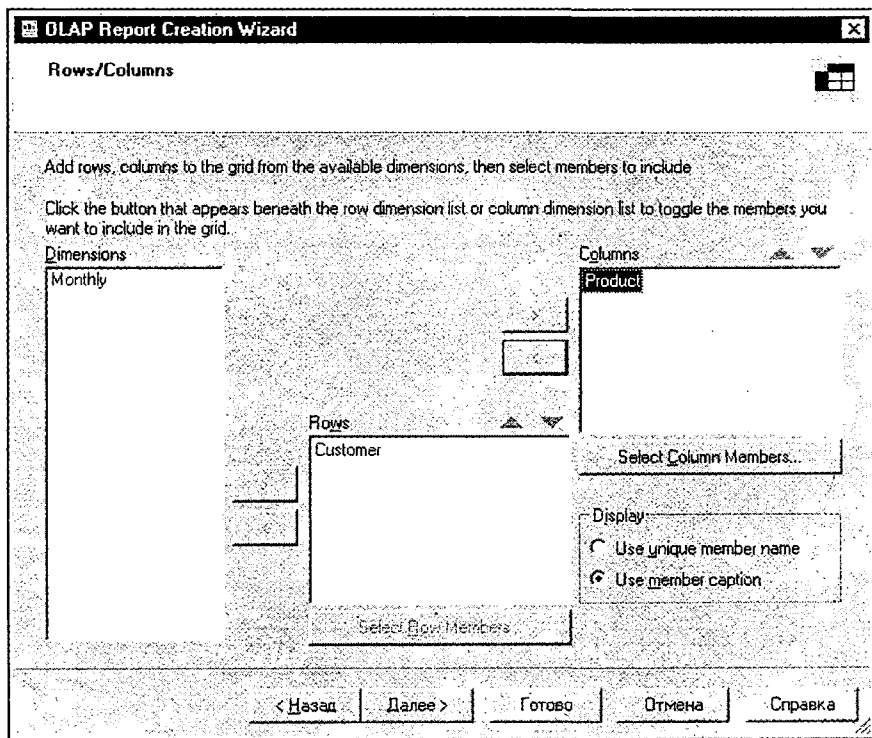 OLAP Report Creation Wizard
Rows/Columns
Add rows, columns to the grid from the available dimensions, then select members to include
Click the button that appears beneath the row dimension list or column dimension list to toggle the members you
want to include in the grid.
Dimensions
Monthly
Columns
Product
>
<
Rows
Customer
>
<
Select Column Members...
Display
Use unique member name
Use member caption
Select Row Members...
< Назад
Далее >
Готово
Отмена
Справка